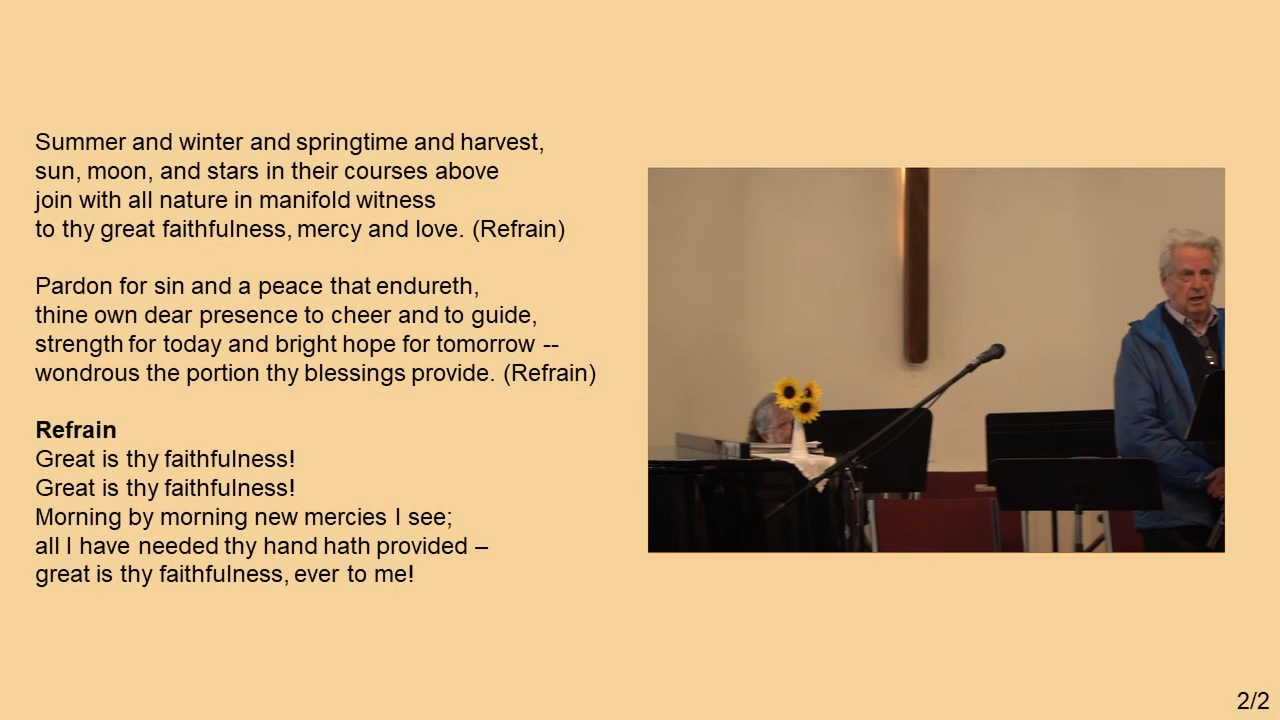 Summer and winter and springtime and harvest,
sun, moon, and stars in their courses above
join with all nature in manifold witness
to thy great faithfulness, mercy and love. (Refrain)
Pardon for sin and a peace that endureth,
thine own dear presence to cheer and to guide,
strength for today and bright hope for tomorrow --
wondrous the portion thy blessings provide. (Refrain)
Refrain
Great is thy faithfulness!
Great is thy faithfulness!
Morning by morning new mercies I see;
all I have needed thy hand hath provided –
great is thy faithfulness, ever to me!
2/2